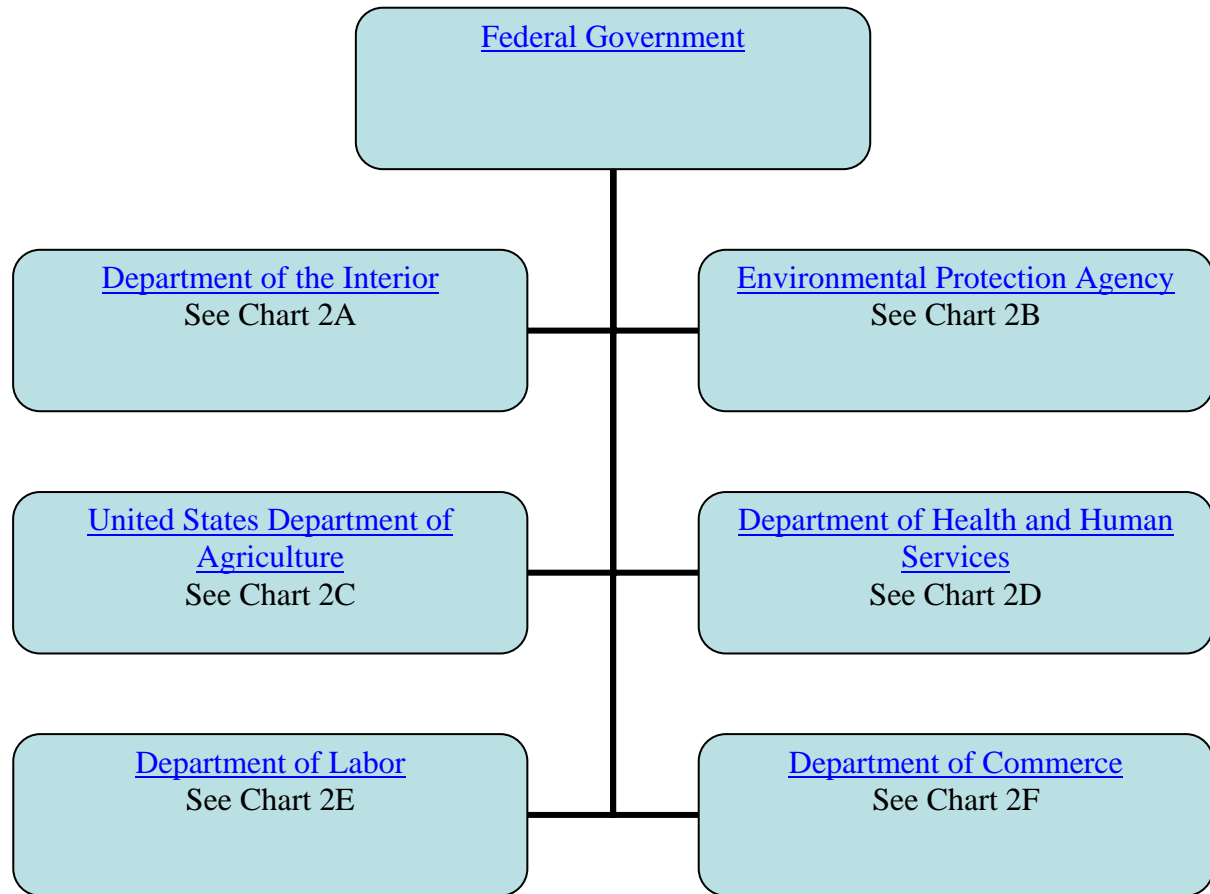 Federal Government
Department of the Interior
See Chart 2A
Environmental Protection Agency
See Chart 2B
United States Department of
Agriculture
See Chart 2C
Department of Health and Human
Services
See Chart 2D
Department of Labor
See Chart 2E
Department of Commerce
See Chart 2F